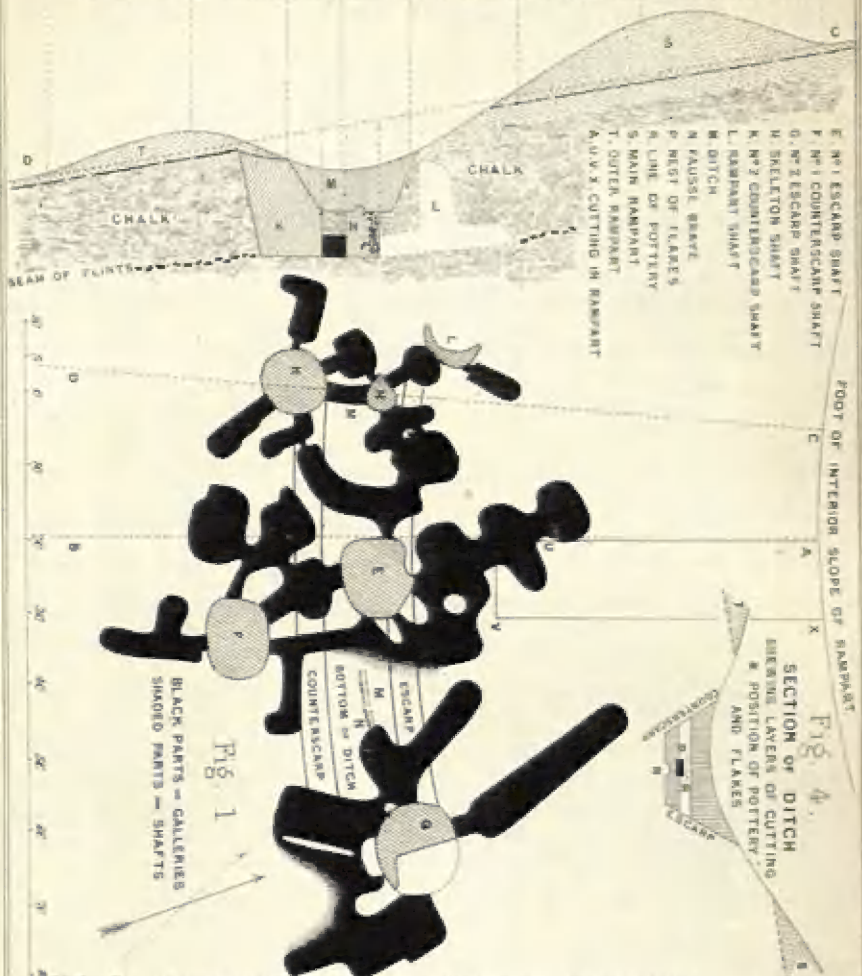 E Nº 1 ESCARP SHAFT
F Nº 1 COUNTERSCARP SHAFT
G. Nº 2 ESCARP SHAFT
H SKELETON SHAFT
K Nº 2 COUNTERSCARP SHAFT
L. RAMPART SHAFT
M DITCH
N FAUSSE BRAYE
P NEST OF FLAKES
R LINE OF POTTERY
S MAIN RAMPART
T. OUTER RAMPART
A,U,V,X CUTTING IN RAMPART
C
S
D
T
M
L
K
N
CHALK
CHALK
SEAM OF FLINTS
FOOT OF INTERIOR SLOPE OF RAMPART
D
C
K
H
L
M
B
A
U
E
F
V
X
ESCARP
M
N
BOTTOM OF DITCH
COUNTERSCARP
G
Fig. 4.
SECTION OF DITCH
SHEWING LAYERS OF CUTTING
& POSITION OF POTTERY
AND FLAKES
T
COUNTERSCARP
ESCARP
S
Fig 1
BLACK PARTS = GALLERIES
SHADED PARTS = SHAFTS